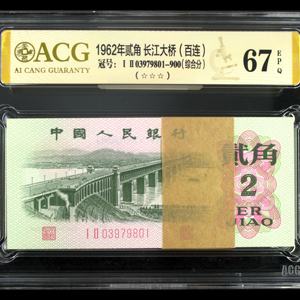 ACG
AI CANG GUARANTY
1962年贰角 长江大桥（百连）
冠号：I II 03979801-900(综合分)
(☆☆☆)
67 EPQ
中国人民银行
贰角
2
ER
JIAO
I II 03979801
ACG